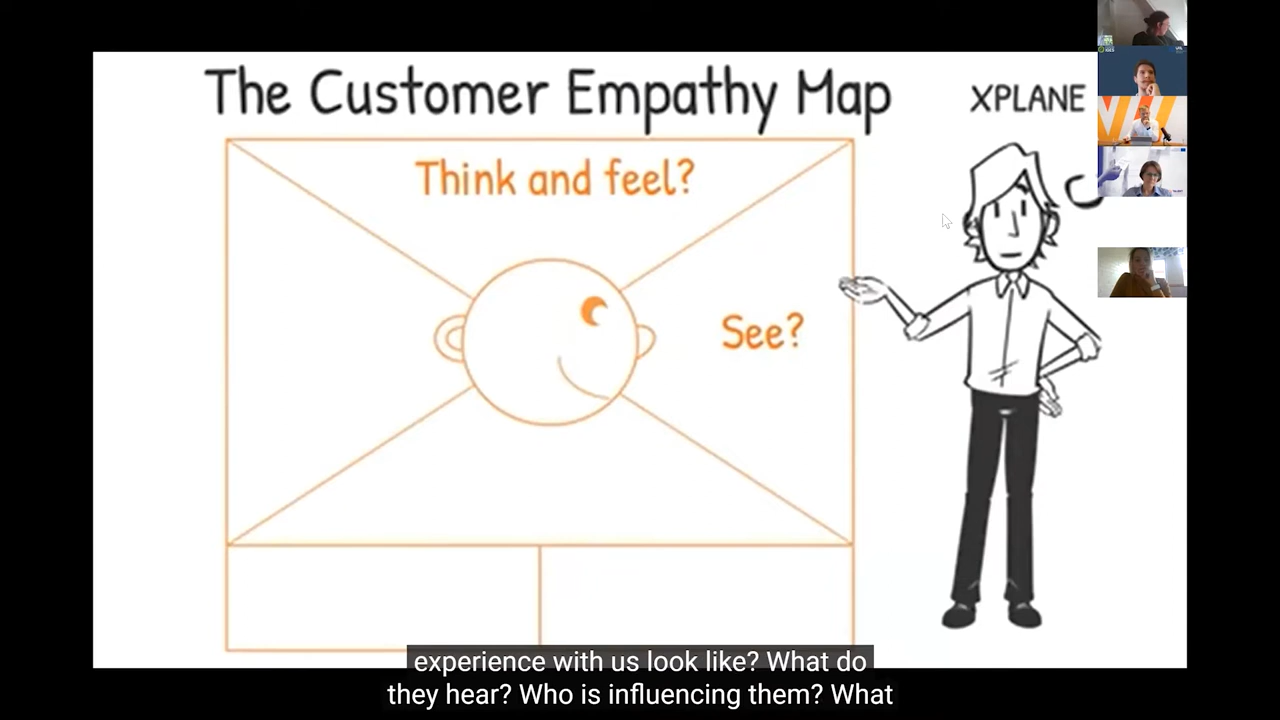 The Customer Empathy Map
XPLANE
Think and feel?
See?
experience with us look like? What do
they hear? Who is influencing them? What